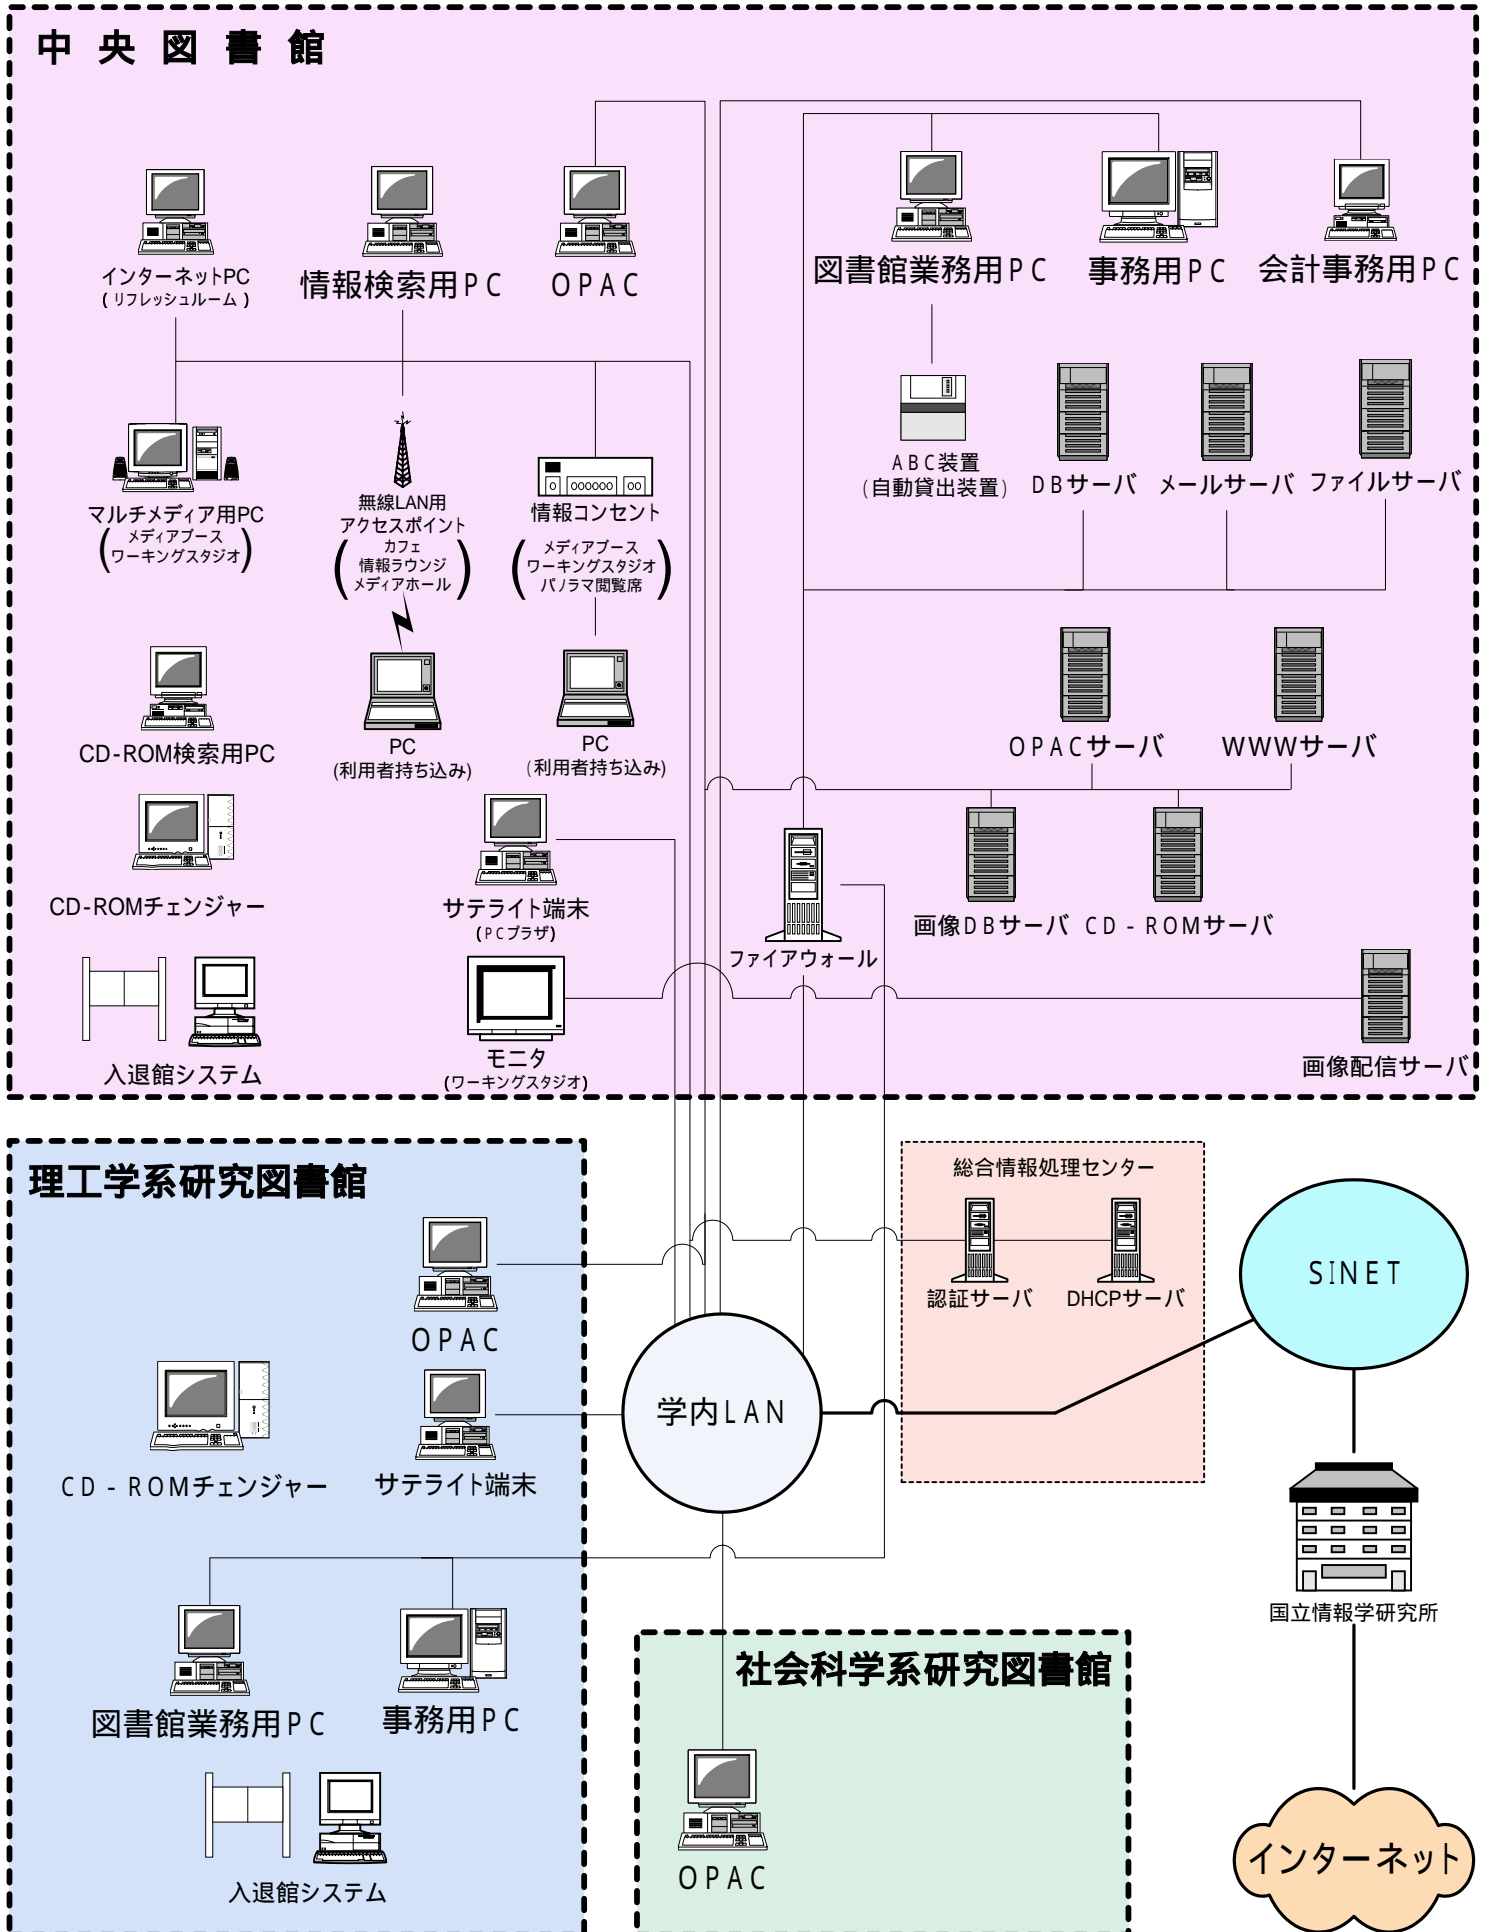 中央図書館
インターネットPC
(リフレッシュルーム)
情報検索用PC
OPAC
図書館業務用PC
事務用PC
会計事務用PC
マルチメディア用PC
(メディアブース
ワーキングスタジオ)
無線LAN用
アクセスポイント
(カフェ
情報ラウンジ
メディアホール)
情報コンセント
(メディアブース
ワーキングスタジオ
パノラマ閲覧席)
ABC装置
(自動貸出装置)
DBサーバ
メールサーバ
ファイルサーバ
CD-ROM検索用PC
PC
(利用者持ち込み)
PC
(利用者持ち込み)
OPACサーバ
WWWサーバ
CD-ROMチェンジャー
サテライト端末
(PCプラザ)
ファイアウォール
画像DBサーバ
CD-ROMサーバ
入退館システム
モニタ
(ワーキングスタジオ)
画像配信サーバ
理工学系研究図書館
OPAC
CD-ROMチェンジャー
サテライト端末
図書館業務用PC
事務用PC
入退館システム
学内LAN
総合情報処理センター
認証サーバ
DHCPサーバ
SINET
国立情報学研究所
インターネット
社会科学系研究図書館
OPAC